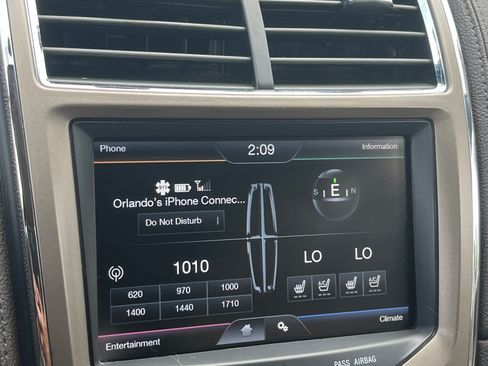 Phone 2:09 Information
S E N
Orlando's iPhone Connec...
Do Not Disturb
LO LO
1010
620 970 1000
1400 1440 1710
A/C A/C
Entertainment Climate
PASS AIRBAG